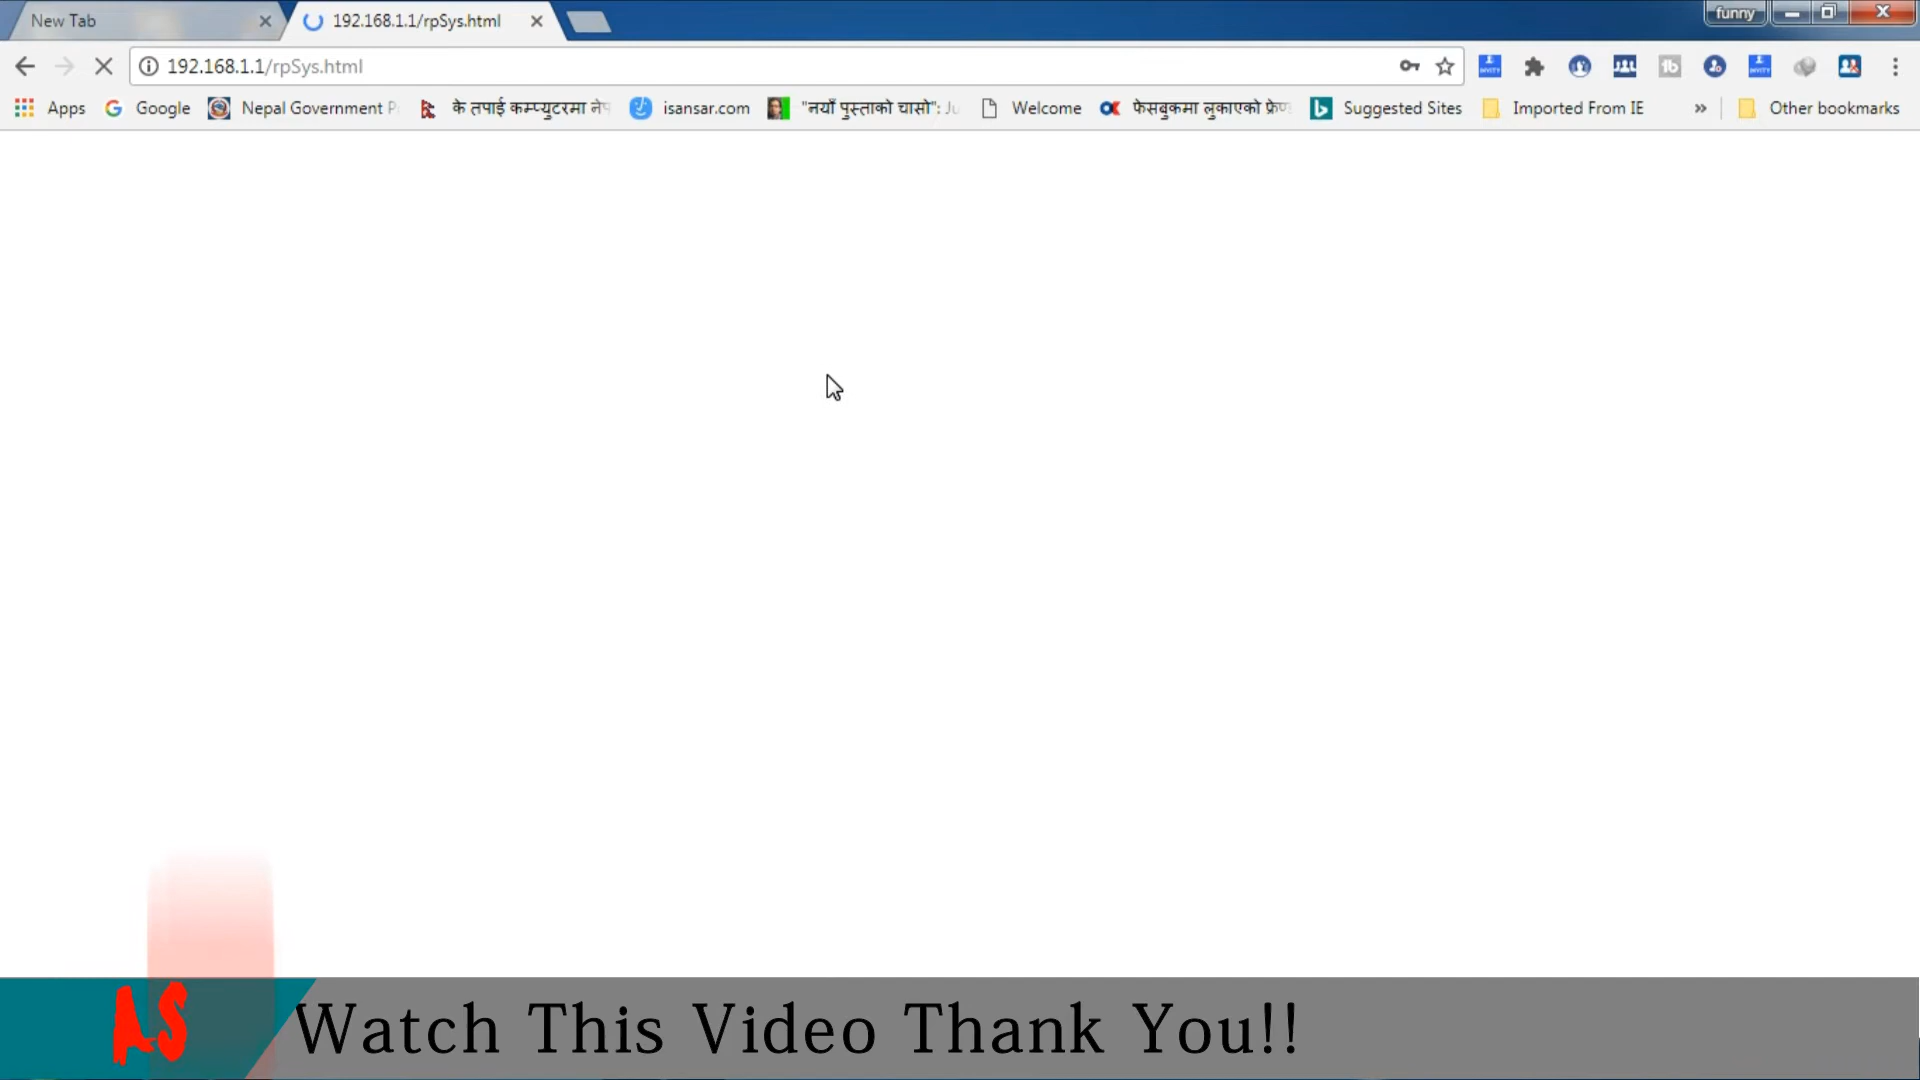 New Tab
192.168.1.1/rpSys.html
funny
192.168.1.1/rpSys.html
Apps
Google
Nepal Government P
के तपाई कम्प्युटरमा नेप
isansar.com
"नयाँ पुस्ताको चासो": Ju
Welcome
फेसबुकमा लुकाएको फ्रेण
Suggested Sites
Imported From IE
»
Other bookmarks
AS
Watch This Video Thank You!!